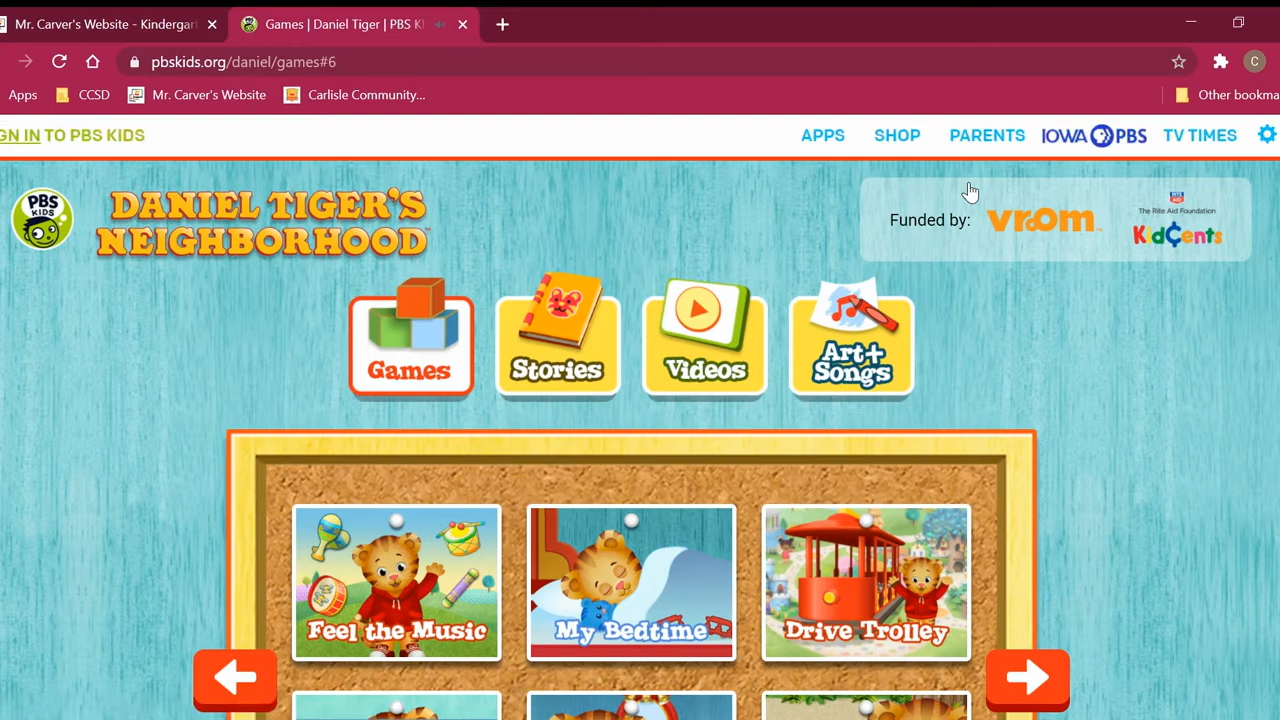 Mr. Carver's Website - Kindergar
Games | Daniel Tiger | PBS K
pbskids.org/daniel/games#6
C
Apps
CCSD
Mr. Carver's Website
Carlisle Community...
Other bookma
GN IN TO PBS KIDS
APPS
SHOP
PARENTS
IOWA PBS
TV TIMES
PBS KIDS
DANIEL TIGER'S
NEIGHBORHOOD
Funded by:
vroom
RITE AID
The Rite Aid Foundation
KidCents
Games
Stories
Videos
Art+
Songs
Feel the Music
My Bedtime
Drive Trolley